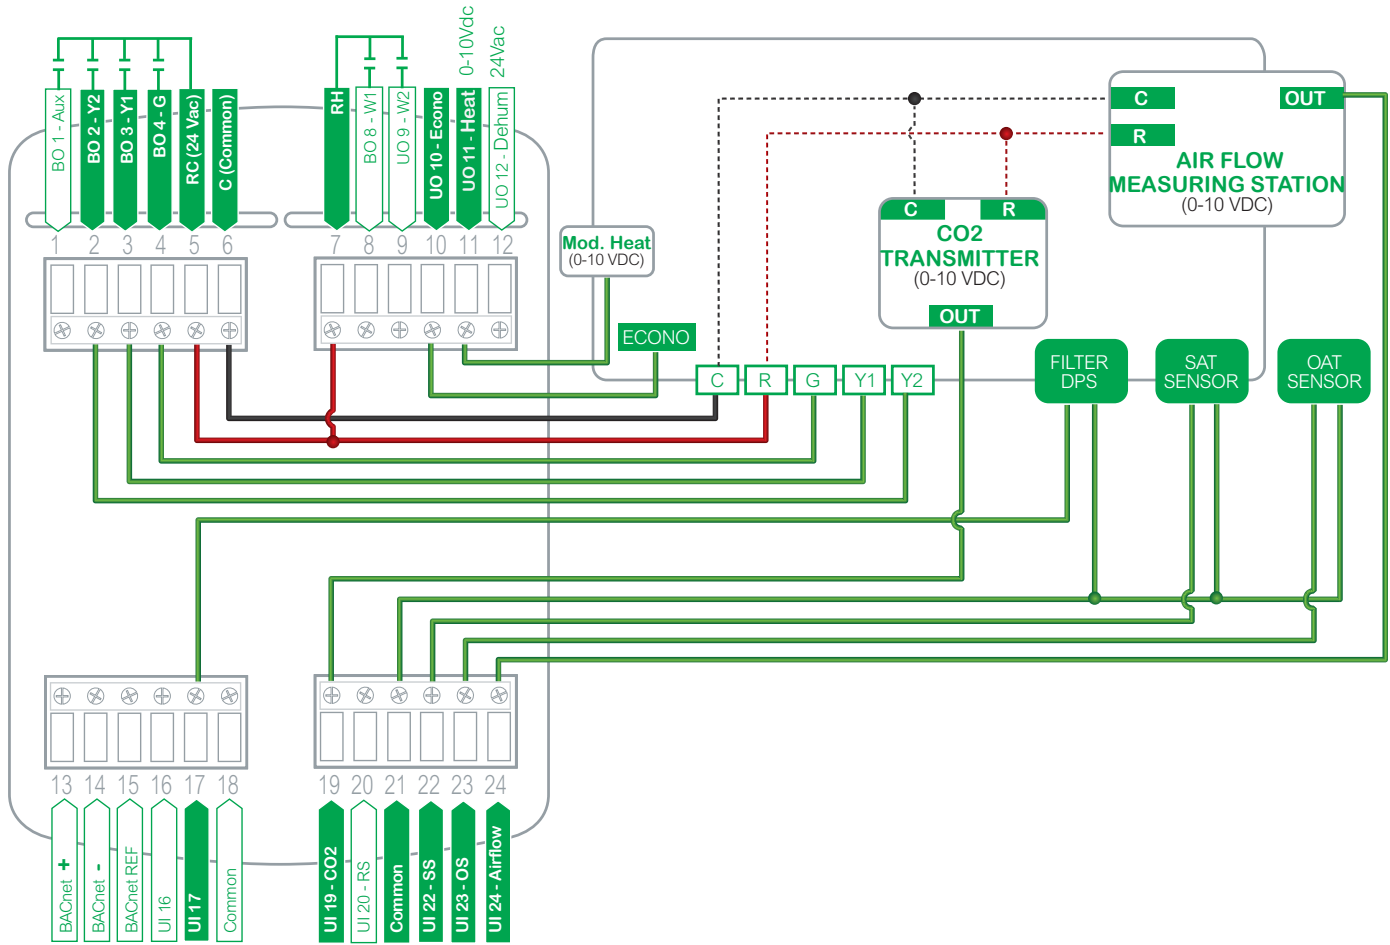 0-10Vdc
24Vac
BO 1 - Aux
BO 2 - Y2
BO 3 - Y1
BO 4 - G
RC (24 Vac)
C (Common)
RH
BO 8 - W1
UO 9 - W2
UO 10 - Econo
UO 11 - Heat
UO 12 - Dehum
1
2
3
4
5
6
7
8
9
10
11
12
C
OUT
R
AIR FLOW
MEASURING STATION
(0-10 VDC)
C
R
CO2
TRANSMITTER
(0-10 VDC)
OUT
Mod. Heat
(0-10 VDC)
ECONO
C
R
G
Y1
Y2
FILTER
DPS
SAT
SENSOR
OAT
SENSOR
13
14
15
16
17
18
19
20
21
22
23
24
BACnet +
BACnet -
BACnet REF
UI 16
UI 17
Common
UI 19 - CO2
UI 20 - RS
Common
UI 22 - SS
UI 23 - OS
UI 24 - Airflow